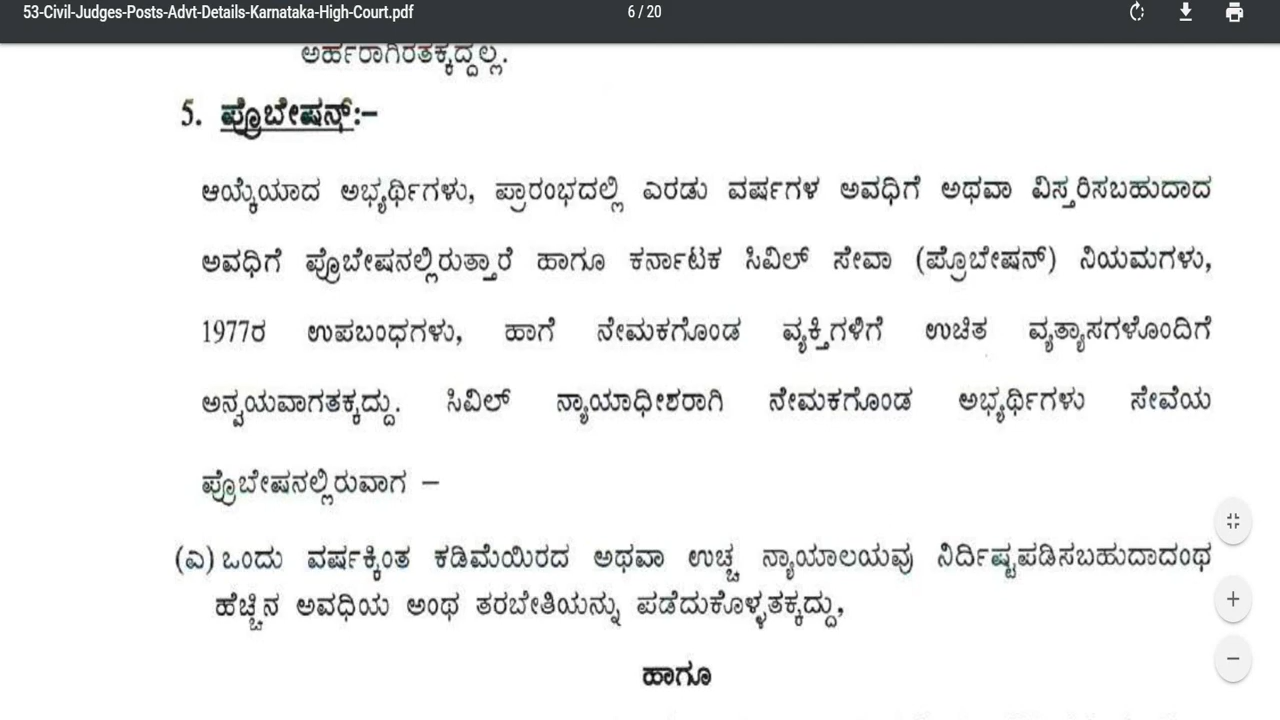 53-Civil-Judges-Posts-Advt-Details-Karnataka-High-Court.pdf 6 / 20
ಅರ್ಹರಾಗಿರತಕ್ಕದ್ದಲ್ಲ.
5. ಪ್ರೊಬೇಷನ್:–
ಆಯ್ಕೆಯಾದ ಅಭ್ಯರ್ಥಿಗಳು, ಪ್ರಾರಂಭದಲ್ಲಿ ಎರಡು ವರ್ಷಗಳ ಅವಧಿಗೆ ಅಥವಾ ವಿಸ್ತರಿಸಬಹುದಾದ
ಅವಧಿಗೆ ಪ್ರೊಬೇಷನಲ್ಲಿರುತ್ತಾರೆ ಹಾಗೂ ಕರ್ನಾಟಕ ಸಿವಿಲ್ ಸೇವಾ (ಪ್ರೊಬೇಷನ್) ನಿಯಮಗಳು,
1977ರ ಉಪಬಂಧಗಳು, ಹಾಗೆ ನೇಮಕಗೊಂಡ ವ್ಯಕ್ತಿಗಳಿಗೆ ಉಚಿತ ವ್ಯತ್ಯಾಸಗಳೊಂದಿಗೆ
ಅನ್ವಯವಾಗತಕ್ಕದ್ದು. ಸಿವಿಲ್ ನ್ಯಾಯಾಧೀಶರಾಗಿ ನೇಮಕಗೊಂಡ ಅಭ್ಯರ್ಥಿಗಳು ಸೇವೆಯ
ಪ್ರೊಬೇಷನಲ್ಲಿರುವಾಗ –
(ಎ) ಒಂದು ವರ್ಷಕ್ಕಿಂತ ಕಡಿಮೆಯಿರದ ಅಥವಾ ಉಚ್ಚ ನ್ಯಾಯಾಲಯವು ನಿರ್ದಿಷ್ಟಪಡಿಸಬಹುದಾದಂಥ
ಹೆಚ್ಚಿನ ಅವಧಿಯ ಅಂಥ ತರಬೇತಿಯನ್ನು ಪಡೆದುಕೊಳ್ಳತಕ್ಕದ್ದು,
ಹಾಗೂ